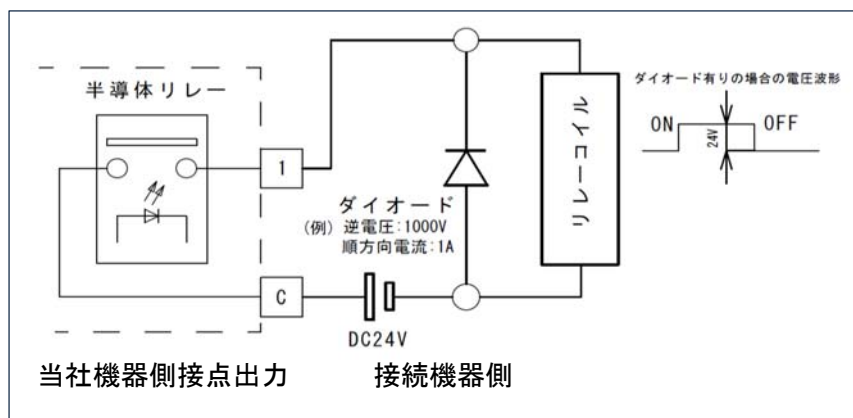 半導体リレー
1
C
ダイオード
(例) 逆電圧:1000V
順方向電流:1A
DC24V
リレーコイル
ダイオード有りの場合の電圧波形
ON
24V
OFF
当社機器側接点出力
接続機器側